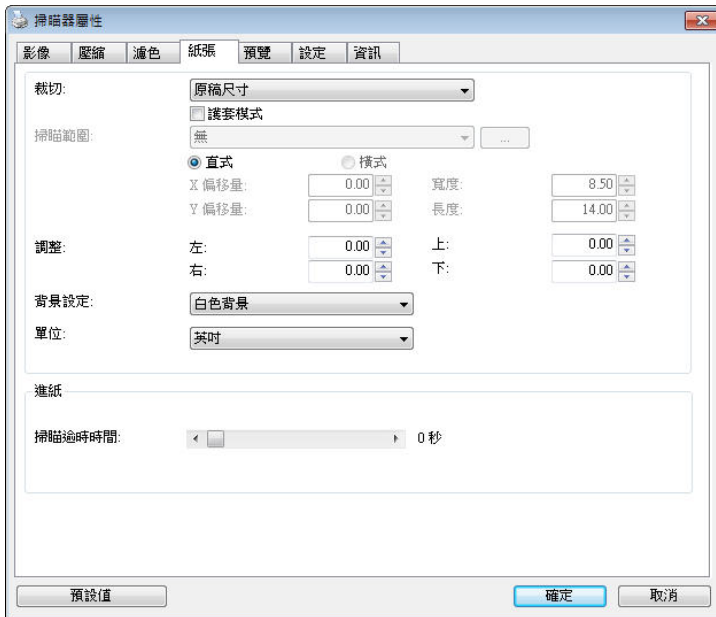 掃瞄器屬性
影像 壓縮 濾色 紙張 預覽 設定 資訊
裁切: 原稿尺寸
護套模式
掃瞄範圍: 無 ...
直式 橫式
X 偏移量: 0.00 寬度: 8.50
Y 偏移量: 0.00 長度: 14.00
調整: 左: 0.00 上: 0.00
右: 0.00 下: 0.00
背景設定: 白色背景
單位: 英吋
進紙
掃瞄逾時時間: 0 秒
預設值 確定 取消